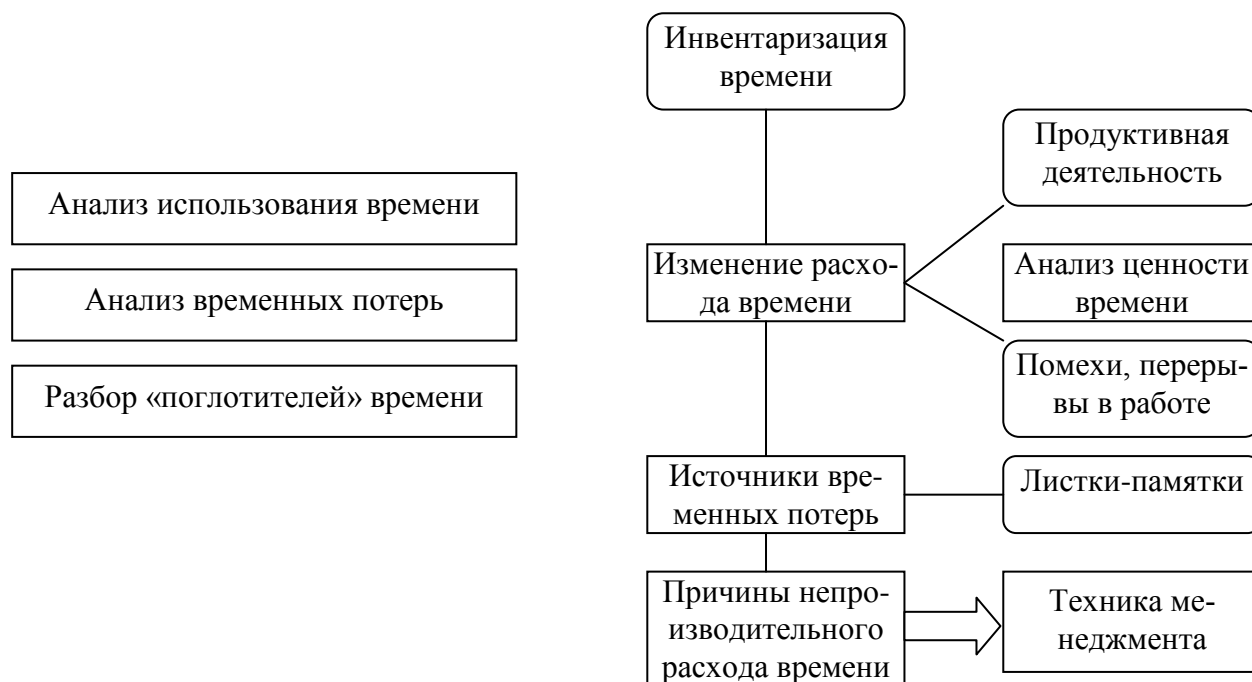 Инвентаризация
времени
Продуктивная
деятельность
Анализ использования времени
Изменение расхо-
да времени
Анализ ценности
времени
Анализ временных потерь
Помехи, переры-
вы в работе
Разбор «поглотителей» времени
Источники вре-
менных потерь
Листки-памятки
Причины непро-
изводительного
расхода времени
Техника ме-
неджмента